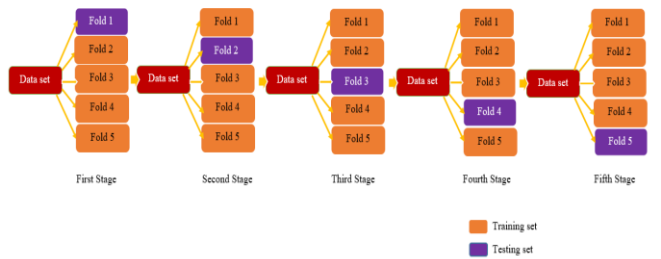 Data set
Fold 1
Fold 2
Fold 3
Fold 4
Fold 5
First Stage
Data set
Fold 1
Fold 2
Fold 3
Fold 4
Fold 5
Second Stage
Data set
Fold 1
Fold 2
Fold 3
Fold 4
Fold 5
Third Stage
Data set
Fold 1
Fold 2
Fold 3
Fold 4
Fold 5
Fourth Stage
Data set
Fold 1
Fold 2
Fold 3
Fold 4
Fold 5
Fifth Stage
Training set
Testing set